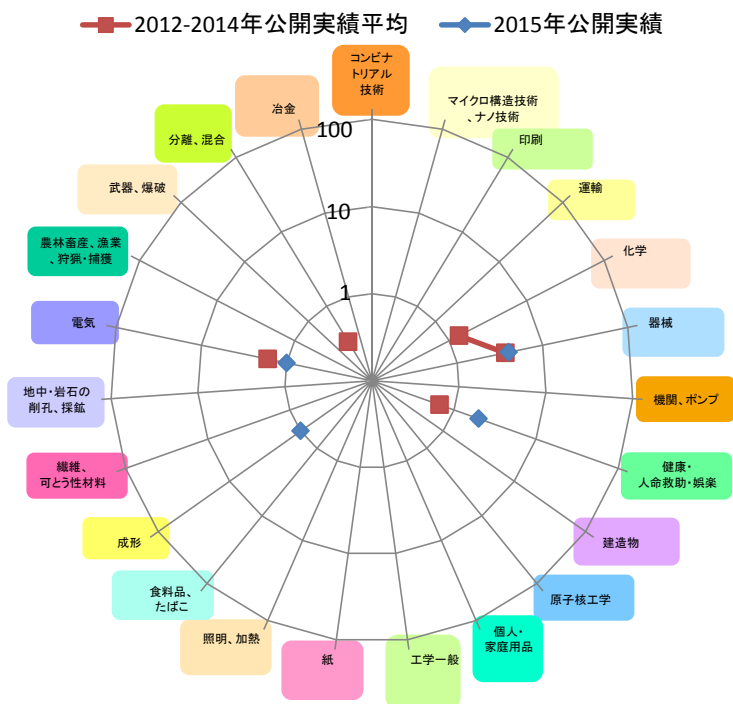 2012-2014年公開実績平均
2015年公開実績
コンビナ
トリアル
技術
マイクロ構造技術
、ナノ技術
印刷
運輸
化学
器械
機関、ポンプ
健康・
人命救助・娯楽
建造物
原子核工学
個人・
家庭用品
工学一般
紙
照明、加熱
食料品、
たばこ
成形
繊維、
可とう性材料
地中・岩石の
削孔、採鉱
電気
農林畜産、漁業
、狩猟・捕獲
武器、爆破
分離、混合
冶金
100
10
1